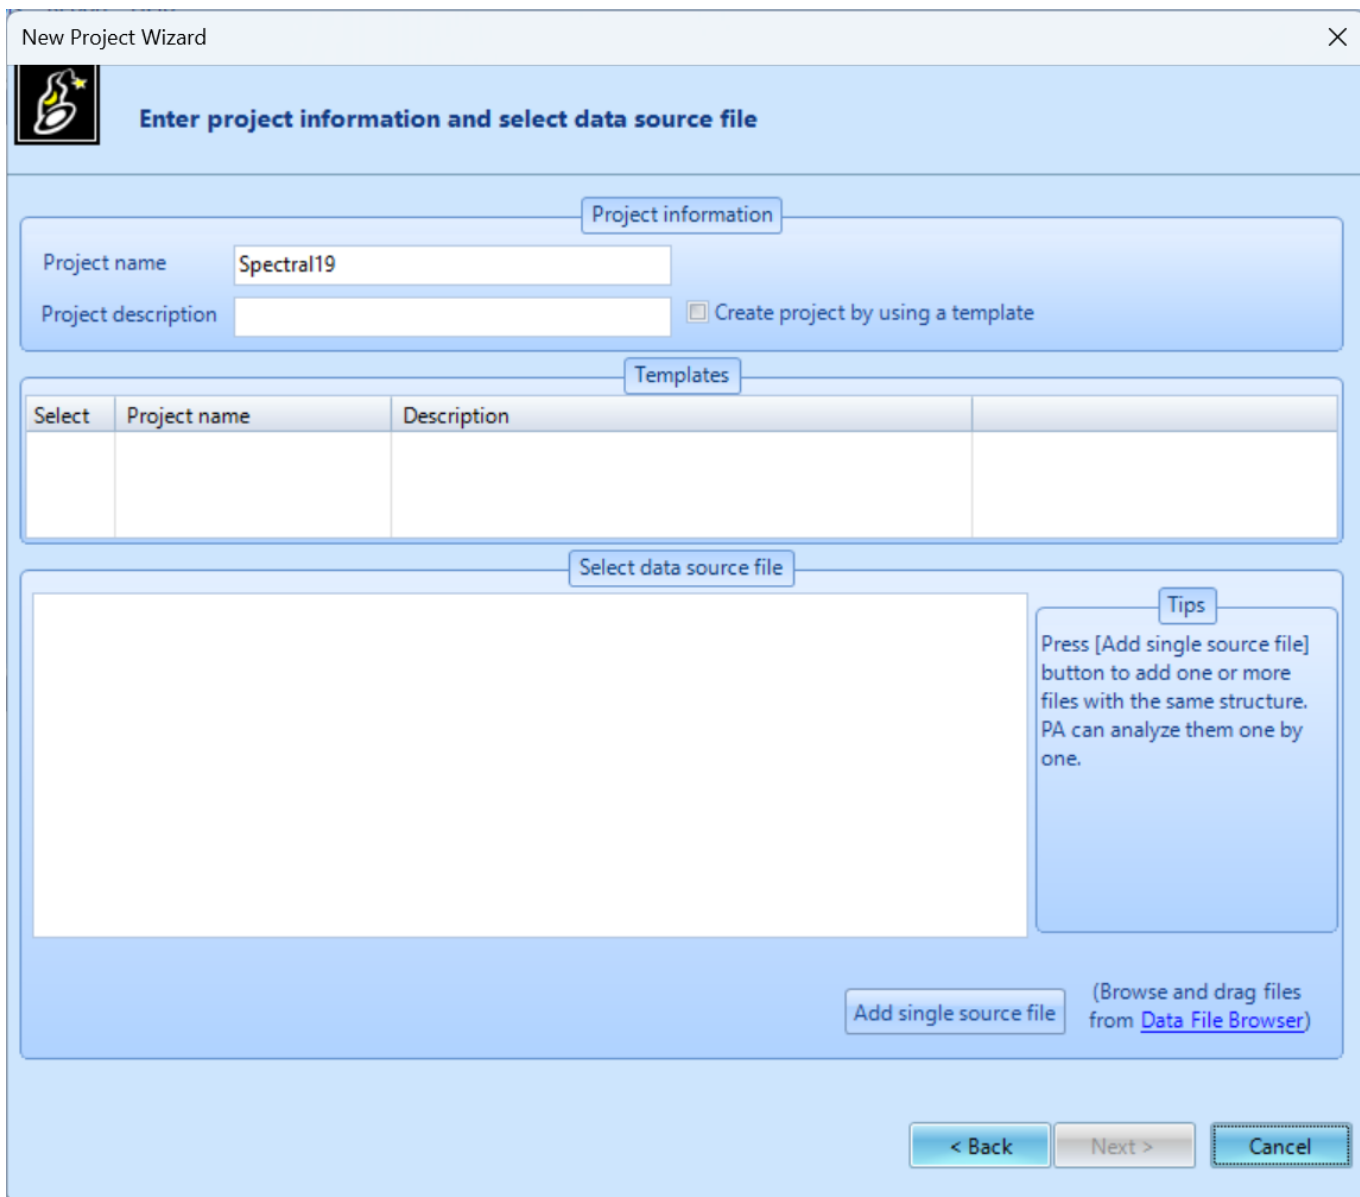 New Project Wizard
Enter project information and select data source file
Project information
Project name
Spectral19
Project description
Create project by using a template
Templates
Select Project name Description
Select data source file
Tips
Press [Add single source file]
button to add one or more
files with the same structure.
PA can analyze them one by
one.
Add single source file
(Browse and drag files
from Data File Browser)
< Back Next > Cancel